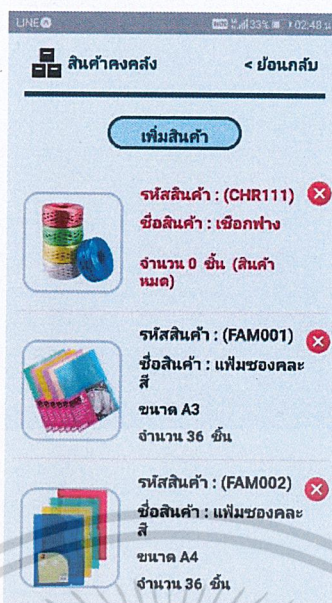 LINE
33% 02:48 น.
สินค้าคงคลัง < ย้อนกลับ
เพิ่มสินค้า
รหัสสินค้า : (CHR111)
ชื่อสินค้า : เชือกฟาง
จำนวน 0 ชิ้น (สินค้า
หมด)
รหัสสินค้า : (FAM001)
ชื่อสินค้า : แฟ้มซองคละ
สี
ขนาด A3
จำนวน 36 ชิ้น
รหัสสินค้า : (FAM002)
ชื่อสินค้า : แฟ้มซองคละ
สี
ขนาด A4
จำนวน 36 ชิ้น